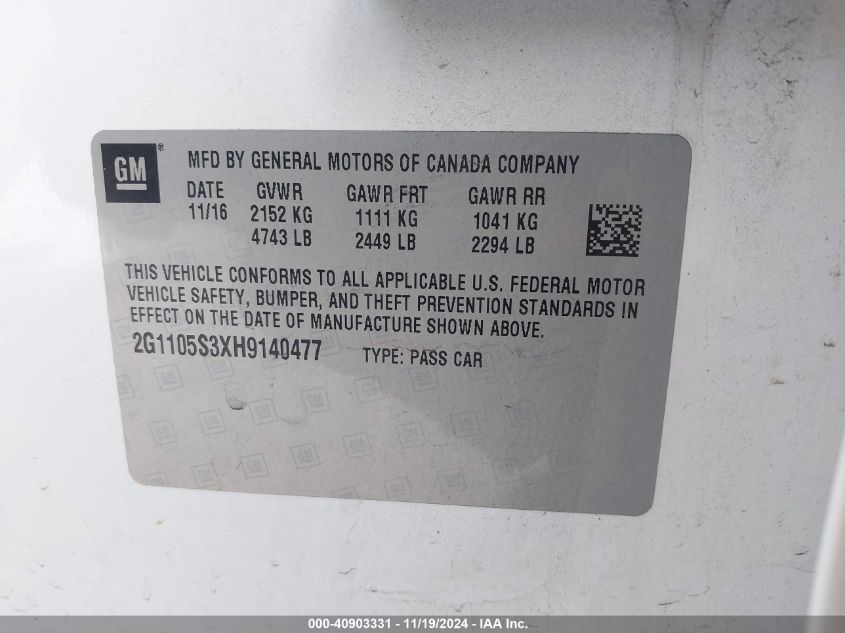 GM ® MFD BY GENERAL MOTORS OF CANADA COMPANY
DATE GVWR GAWR FRT GAWR RR
11/16 2152 KG 1111 KG 1041 KG
4743 LB 2449 LB 2294 LB
THIS VEHICLE CONFORMS TO ALL APPLICABLE U.S. FEDERAL MOTOR
VEHICLE SAFETY, BUMPER, AND THEFT PREVENTION STANDARDS IN
EFFECT ON THE DATE OF MANUFACTURE SHOWN ABOVE.
2G1105S3XH9140477 TYPE: PASS CAR
000-40903331 - 11/19/2024 - IAA Inc.